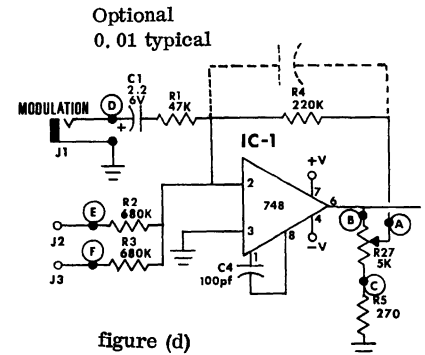 Optional
0.01 typical
C1
2.2
6V
R1
47K
R4
220K
MODULATION
D
+
J1
IC-1
+V
2
7
748
6
3
4
-V
1
8
B
A
E
R2
680K
J2
F
R3
680K
J3
C4
100pf
R27
5K
C
R5
270
figure (d)